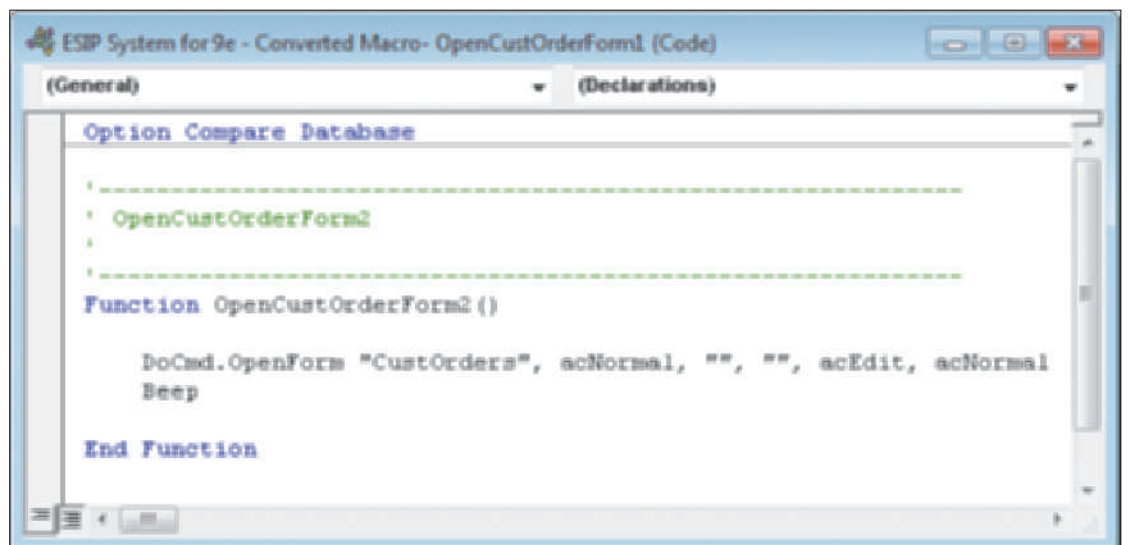 ESIP System for 9e - Converted Macro- OpenCustOrderForm1 (Code)
(General) (Declarations)
Option Compare Database
'------------------------------------------------------------
' OpenCustOrderForm2
'
'------------------------------------------------------------
Function OpenCustOrderForm2()
DoCmd.OpenForm "CustOrders", acNormal, "", "", acEdit, acNormal
Beep
End Function